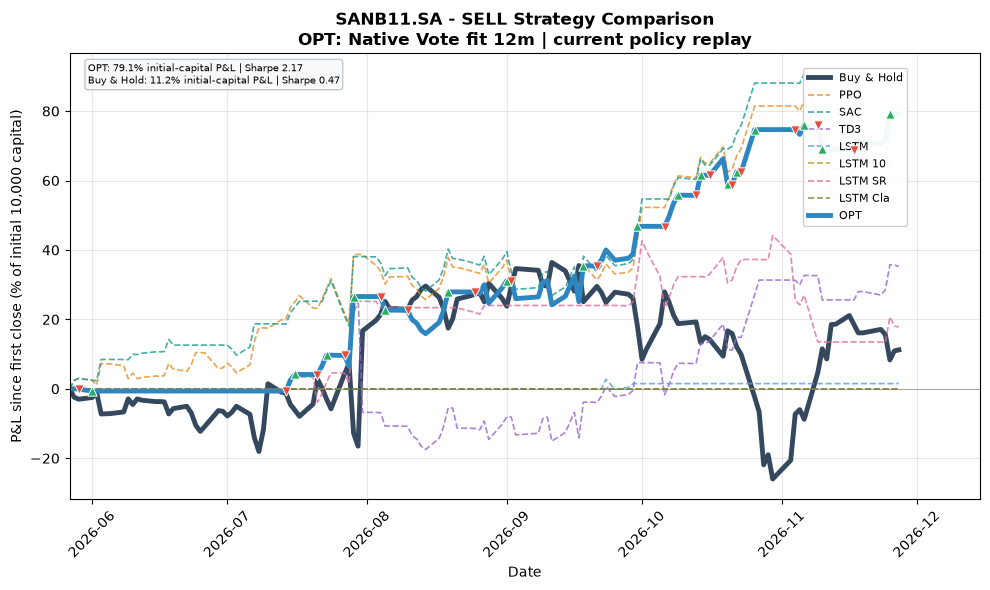 SANB11.SA - SELL Strategy Comparison
OPT: Native Vote fit 12m | current policy replay
OPT: 79.1% initial-capital P&L | Sharpe 2.17
Buy & Hold: 11.2% initial-capital P&L | Sharpe 0.47
Buy & Hold
PPO
SAC
TD3
LSTM
LSTM 10
LSTM SR
LSTM Cla
OPT
P&L since first close (% of initial 10,000 capital)
80
60
40
20
0
−20
2026-06
2026-07
2026-08
2026-09
2026-10
2026-11
2026-12
Date